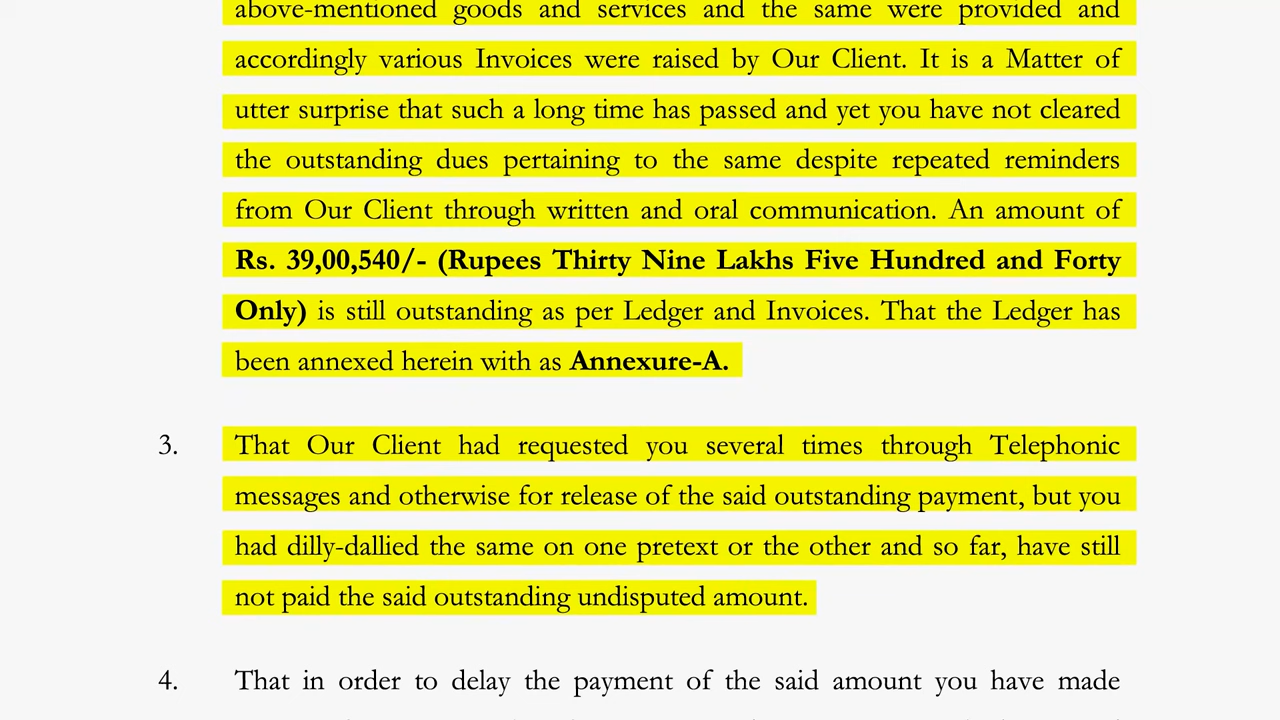 above-mentioned goods and services and the same were provided and
accordingly various Invoices were raised by Our Client. It is a Matter of
utter surprise that such a long time has passed and yet you have not cleared
the outstanding dues pertaining to the same despite repeated reminders
from Our Client through written and oral communication. An amount of
Rs. 39,00,540/- (Rupees Thirty Nine Lakhs Five Hundred and Forty
Only) is still outstanding as per Ledger and Invoices. That the Ledger has
been annexed herein with as Annexure-A.
3. That Our Client had requested you several times through Telephonic
messages and otherwise for release of the said outstanding payment, but you
had dilly-dallied the same on one pretext or the other and so far, have still
not paid the said outstanding undisputed amount.
4. That in order to delay the payment of the said amount you have made